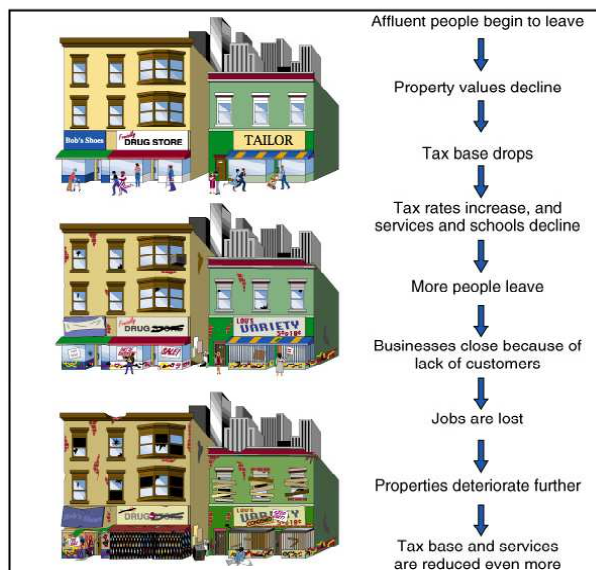 Affluent people begin to leave
Property values decline
Tax base drops
Tax rates increase, and
services and schools decline
More people leave
Businesses close because of
lack of customers
Jobs are lost
Properties deteriorate further
Tax base and services
are reduced even more
Bob's Shoes
Family
DRUG STORE
TAILOR
Family
DRUG STORE
LOU'S
VARIETY
SALE!
DRUG
LOU'S
VARIETY